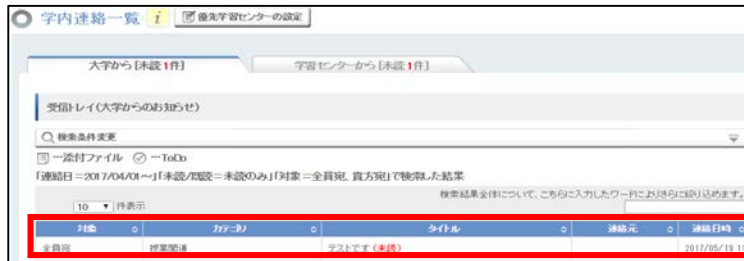 学内連絡一覧 i 優先学習センターの設定
大学から [未読1件] 学習センターから [未読1件]
受信トレイ(大学からのお知らせ)
検索条件変更
ー添付ファイル ーToDo
「連絡日=2017/04/01～」「未読/既読=未読のみ」「対象=全員宛、貴方宛」で検索した結果
検索結果全体について、こちらに入力したワードによりさらに絞り込めます。
10 件表示
対象 カテゴリ タイトル 連絡元 連絡日時
全員宛 授業関連 テストです (未読) 2017/05/19